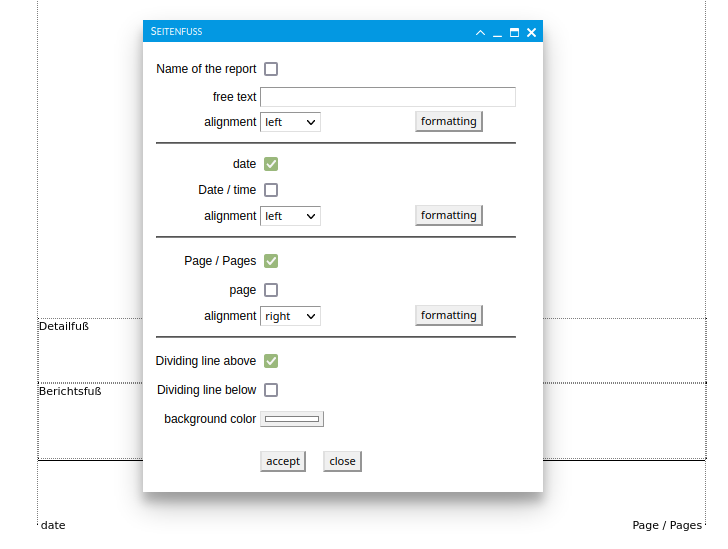 SEITENFUSS
Name of the report
free text
alignment left formatting
date
Date / time
alignment left formatting
Page / Pages
page
alignment right formatting
Detailfuß
Dividing line above
Dividing line below
Berichtsfuß
background color
accept close
date Page / Pages